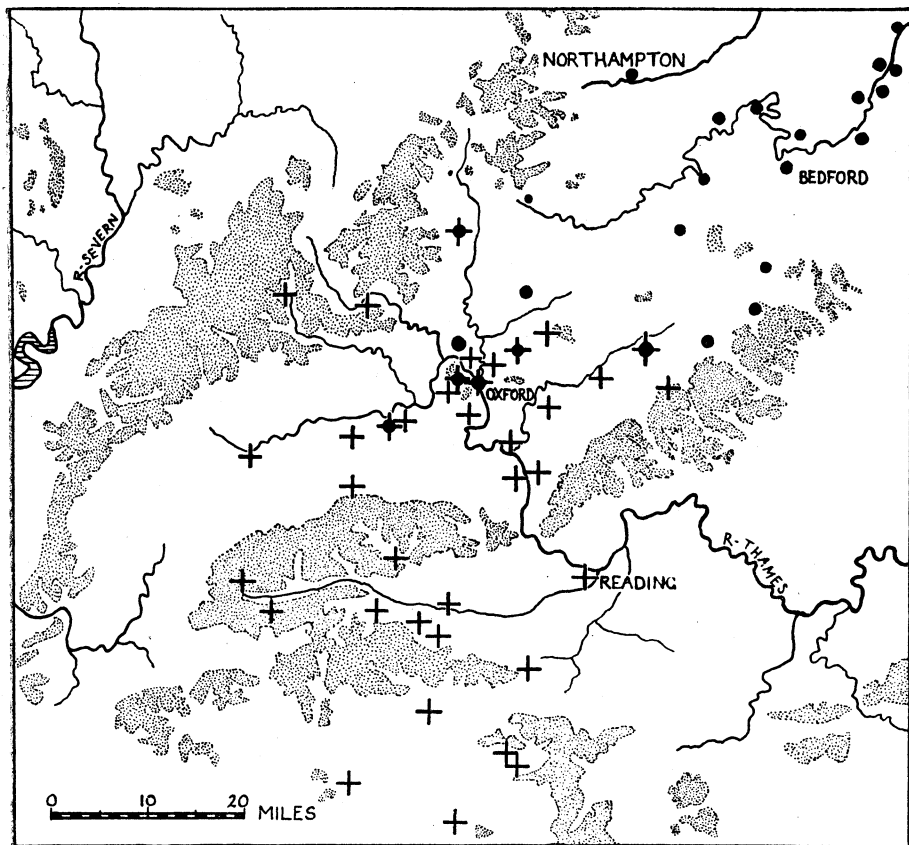 NORTHAMPTON
BEDFORD
R-SEVERN
OXFORD
R-THAMES
READING
0 10 20 MILES